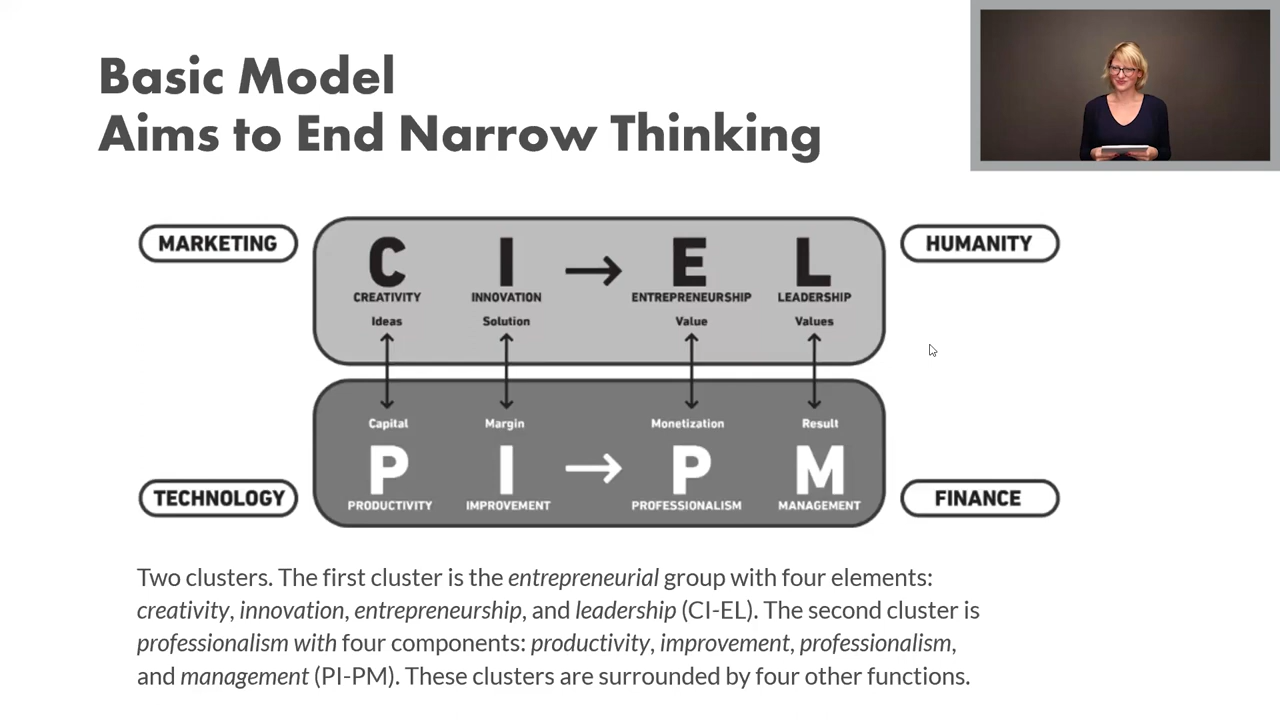 Basic Model
Aims to End Narrow Thinking
MARKETING
HUMANITY
C I → E L
CREATIVITY INNOVATION ENTREPRENEURSHIP LEADERSHIP
Ideas Solution Value Values
Capital Margin Monetization Result
P I → P M
PRODUCTIVITY IMPROVEMENT PROFESSIONALISM MANAGEMENT
TECHNOLOGY
FINANCE
Two clusters. The first cluster is the entrepreneurial group with four elements:
creativity, innovation, entrepreneurship, and leadership (CI-EL). The second cluster is
professionalism with four components: productivity, improvement, professionalism,
and management (PI-PM). These clusters are surrounded by four other functions.